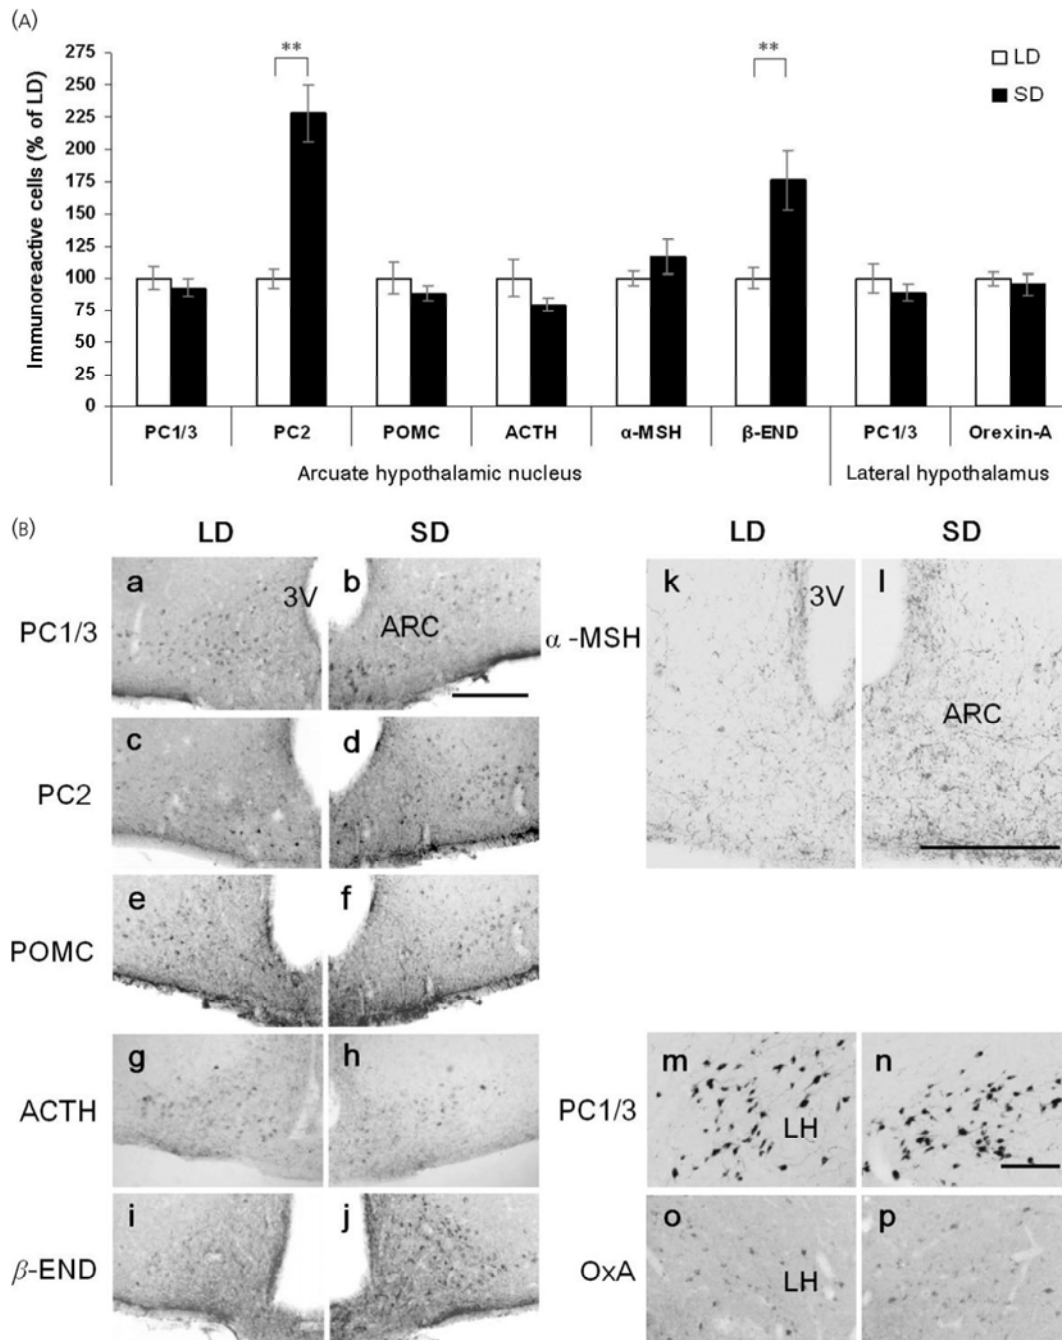 (A)
275
250
225
200
175
150
125
100
75
50
25
0
Immunoreactive cells (% of LD)
**
**
LD
SD
PC1/3 PC2 POMC ACTH α-MSH β-END PC1/3 Orexin-A
Arcuate hypothalamic nucleus Lateral hypothalamus
(B)
LD SD LD SD
PC1/3 a 3V b ARC
PC2 c d
POMC e f
ACTH g h
β-END i j
α-MSH k 3V l ARC
PC1/3 m LH n
OxA o LH p